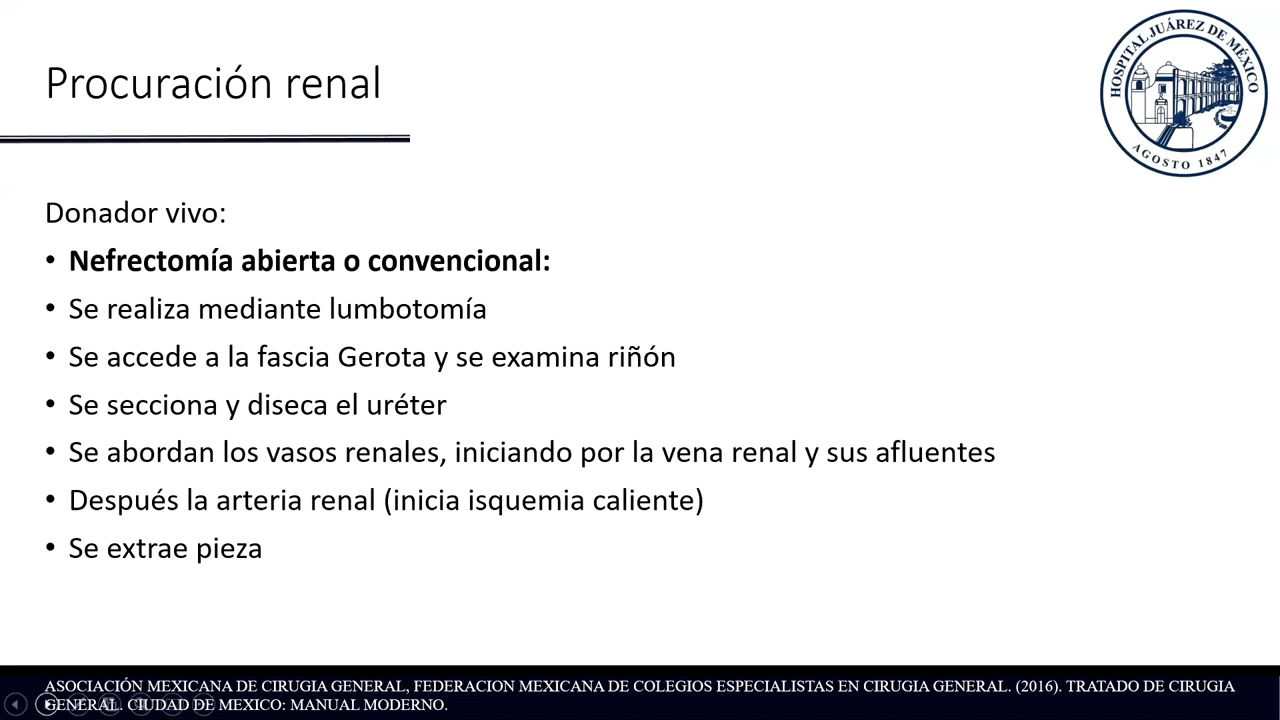 Procuración renal
HOSPITAL JUÁREZ DE MÉXICO
AGOSTO 1847
Donador vivo:
• Nefrectomía abierta o convencional:
• Se realiza mediante lumbotomía
• Se accede a la fascia Gerota y se examina riñón
• Se secciona y diseca el uréter
• Se abordan los vasos renales, iniciando por la vena renal y sus afluentes
• Después la arteria renal (inicia isquemia caliente)
• Se extrae pieza
ASOCIACIÓN MEXICANA DE CIRUGIA GENERAL, FEDERACION MEXICANA DE COLEGIOS ESPECIALISTAS EN CIRUGIA GENERAL. (2016). TRATADO DE CIRUGIA
GENERAL. CIUDAD DE MEXICO: MANUAL MODERNO.